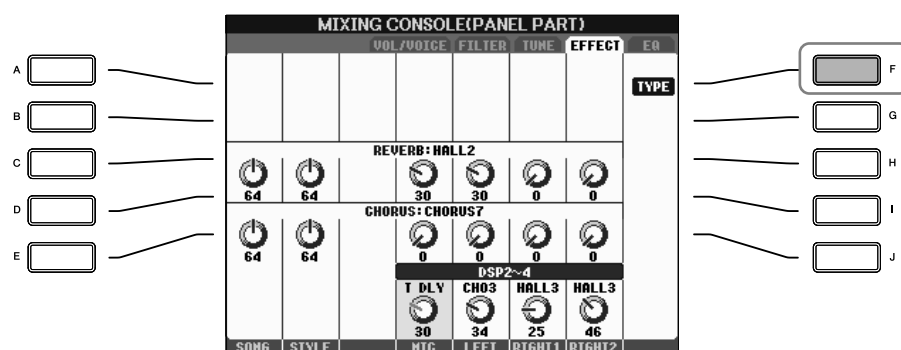 MIXING CONSOLE(PANEL PART)
VOL/VOICE FILTER TUNE EFFECT EQ
A
B
C
D
E
TYPE
F
G
H
I
J
REVERB:HALL2
64 64 30 30 0 0
CHORUS:CHORUS7
64 64 0 0 0 0
DSP2~4
T DLY CHO3 HALL3 HALL3
30 34 25 46
SONG STYLE MIC LEFT RIGHT1 RIGHT2